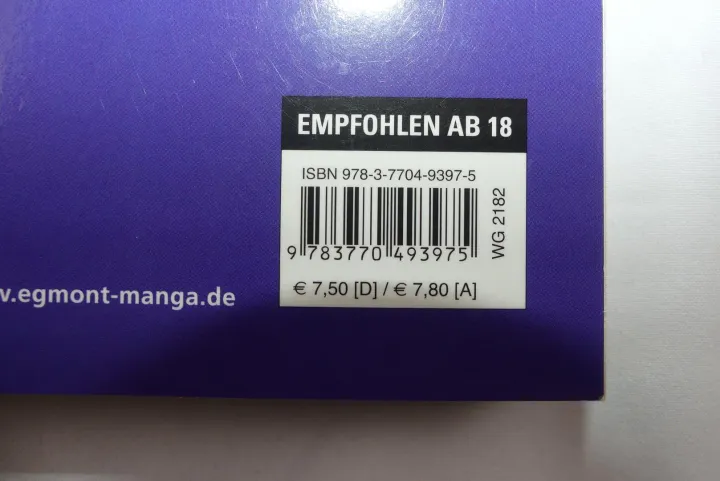 EMPFOHLEN AB 18
ISBN 978-3-7704-9397-5
9 783770 493975
WG 2182
€ 7,50 [D] / € 7,80 [A]
.egmont-manga.de